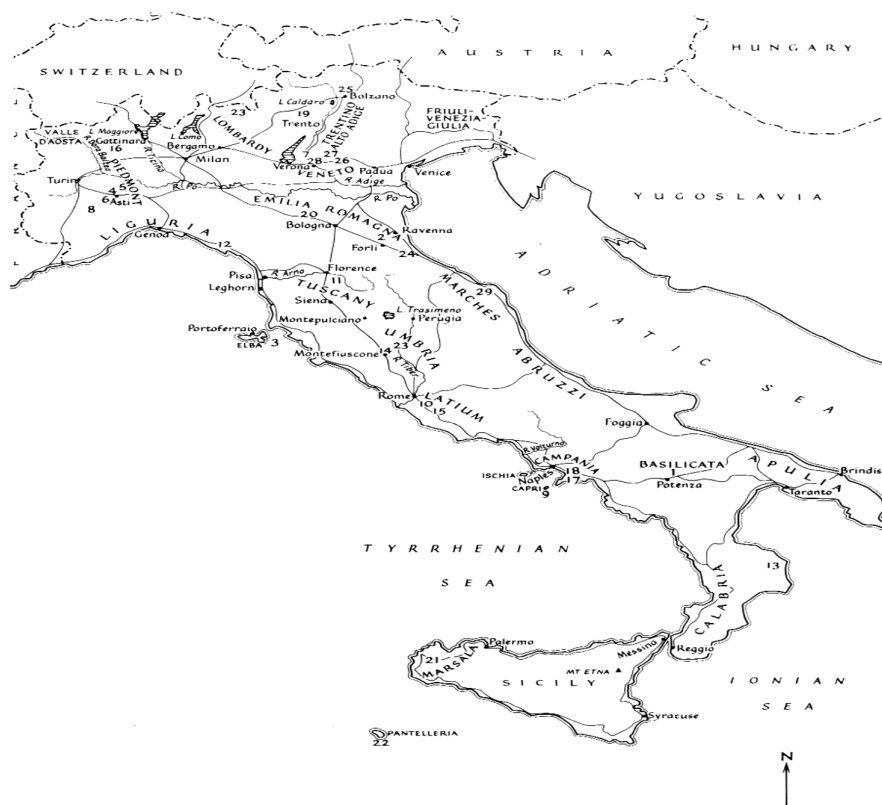 AUSTRIA
HUNGARY
SWITZERLAND
25
Bolzano
L. Caldaro
19
Trento
TRENTINO
ALTO ADIGE
FRIULI-
VENEZIA
GIULIA
23
LOMBARDY
VALLE
DAOSTA
L. Maggiore
Gattinara
16
L. Como
Bergamo
R. Ticino
Milan
7
27
28
26
Verona
VENETO
Padua
Venice
R. Adige
PIEDMONT
Turin
5
4
6
Asti
8
R. Po
R. Po
YUGOSLAVIA
EMILIA ROMAGNA
20
Bologna
Ravenna
2
Forli
24
LIGURIA
Genoa
12
ADRIATIC SEA
Pisa
R. Arno
Florence
11
Leghorn
TUSCANY
MARCHES
29
Siena
L. Trasimeno
Montepulciano
Perugia
Portoferraio
ELBA
3
UMBRIA
14
23
Montefiuscone
R. Tiber
ABRUZZI
Rome
10
15
LATIUM
Foggia
R. Volturno
CAMPANIA
BASILICATA
APULIA
Brindis
ISCHIA
Naples
18
17
1
Potenza
CAPRI
9
Taranto
TYRRHENIAN
SEA
13
CALABRIA
Palermo
Messina
Reggio
21
MARSALA
MT ETNA
SICILY
IONIAN
SEA
Syracuse
PANTELLERIA
22
N